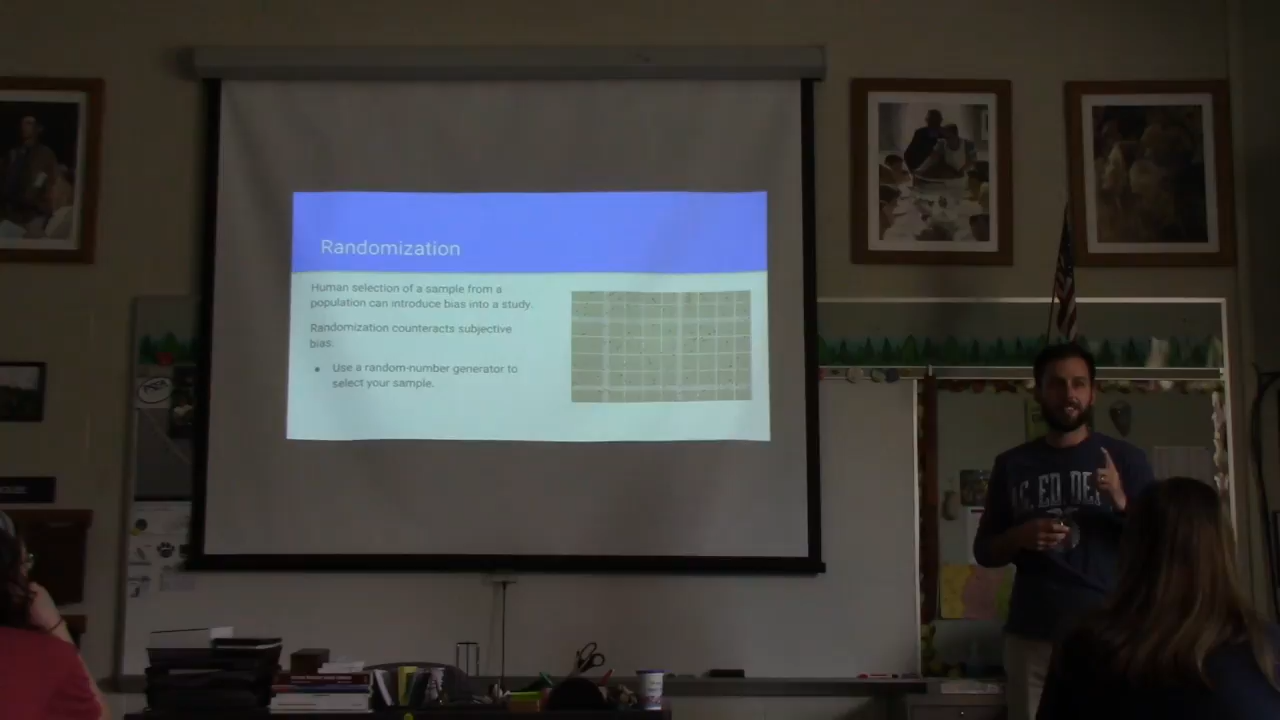 Randomization
Human selection of a sample from a
population can introduce bias into a study.
Randomization counteracts subjective
bias.
• Use a random-number generator to
select your sample.
ED